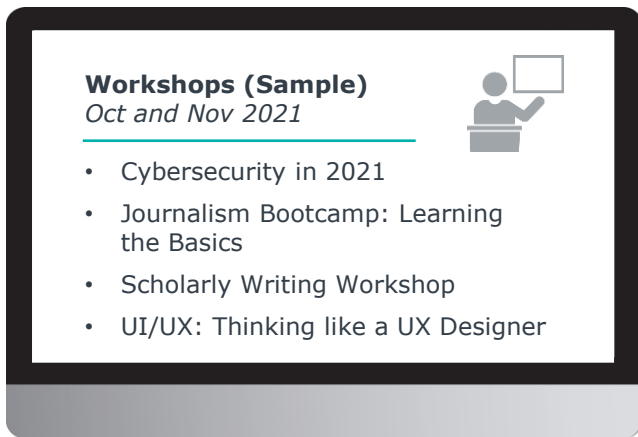 Workshops (Sample)
Oct and Nov 2021
• Cybersecurity in 2021
• Journalism Bootcamp: Learning
the Basics
• Scholarly Writing Workshop
• UI/UX: Thinking like a UX Designer